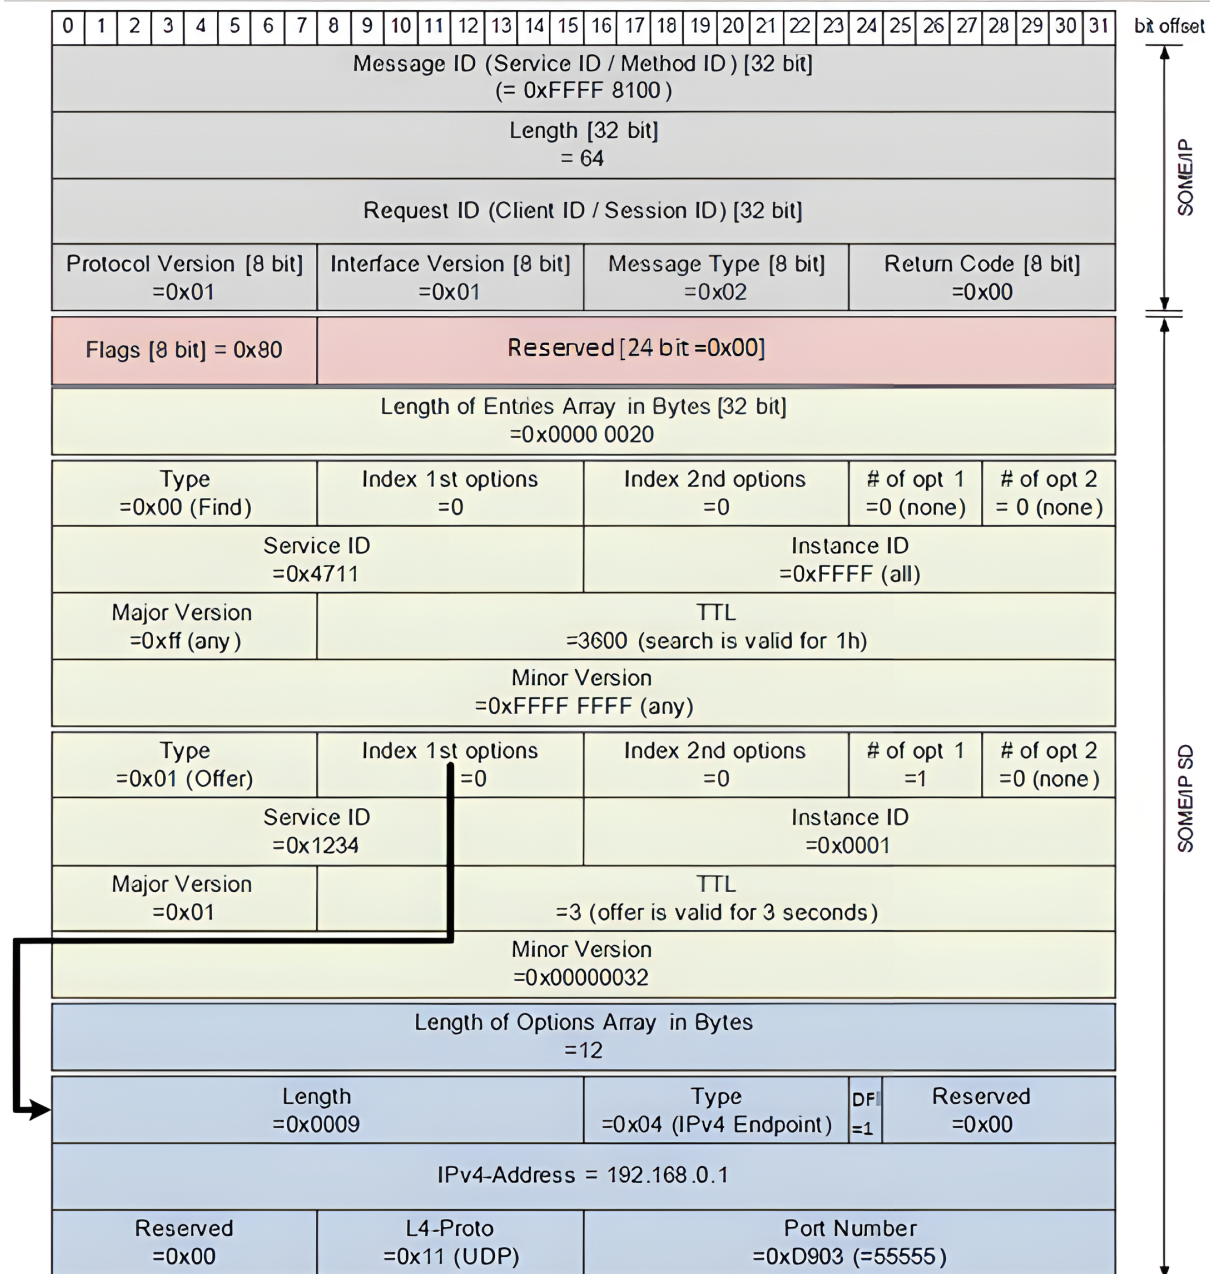 0 1 2 3 4 5 6 7 8 9 10 11 12 13 14 15 16 17 18 19 20 21 22 23 24 25 26 27 28 29 30 31 bit offset
Message ID (Service ID / Method ID) [32 bit]
(= 0xFFFF 8100)
Length [32 bit]
= 64
Request ID (Client ID / Session ID) [32 bit]
Protocol Version [8 bit] Interface Version [8 bit] Message Type [8 bit] Return Code [8 bit]
=0x01 =0x01 =0x02 =0x00
SOME/IP
Flags [8 bit] = 0x80 Reserved [24 bit =0x00]
Length of Entries Array in Bytes [32 bit]
=0x0000 0020
Type Index 1st options Index 2nd options # of opt 1 # of opt 2
=0x00 (Find) =0 =0 =0 (none) = 0 (none)
Service ID Instance ID
=0x4711 =0xFFFF (all)
Major Version TTL
=0xff (any) =3600 (search is valid for 1h)
Minor Version
=0xFFFF FFFF (any)
Type Index 1st options Index 2nd options # of opt 1 # of opt 2
=0x01 (Offer) =0 =0 =1 =0 (none)
Service ID Instance ID
=0x1234 =0x0001
Major Version TTL
=0x01 =3 (offer is valid for 3 seconds)
Minor Version
=0x00000032
Length of Options Array in Bytes
=12
Length Type DF Reserved
=0x0009 =0x04 (IPv4 Endpoint) =1 =0x00
IPv4-Address = 192.168.0.1
Reserved L4-Proto Port Number
=0x00 =0x11 (UDP) =0xD903 (=55555)
SOME/IP SD